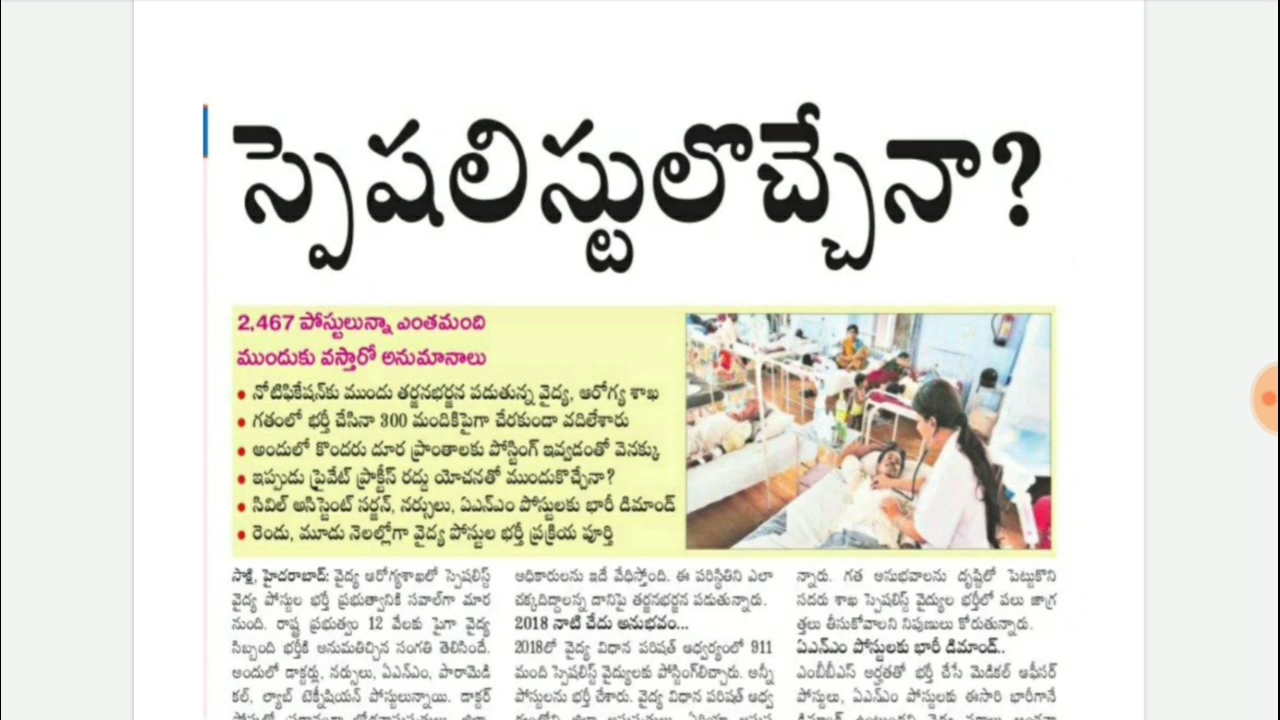 స్పెషలిస్టులొచ్చేనా?
2,467 పోస్టులున్నా ఎంతమంది
ముందుకు వస్తారో అనుమానాలు
• నోటిఫికేషన్‌కు ముందు తర్జనభర్జన పడుతున్న వైద్య, ఆరోగ్య శాఖ
• గతంలో భర్తీ చేసినా 300 మందికిపైగా చేరకుండా వదిలేశారు
• అందులో కొందరు దూర ప్రాంతాలకు పోస్టింగ్ ఇవ్వడంతో వెనక్కు
• ఇప్పుడు ప్రైవేట్ ప్రాక్టీస్ రద్దు యోచనతో ముందుకొచ్చేనా?
• సివిల్ అసిస్టెంట్ సర్జన్, నర్సులు, ఏఎన్ఎం పోస్టులకు భారీ డిమాండ్
• రెండు, మూడు నెలల్లోగా వైద్య పోస్టుల భర్తీ ప్రక్రియ పూర్తి
సాక్షి, హైదరాబాద్: వైద్య ఆరోగ్యశాఖలో స్పెషలిస్ట్
వైద్య పోస్టుల భర్తీ ప్రభుత్వానికి సవాల్‌గా మార
నుంది. రాష్ట్ర ప్రభుత్వం 12 వేలకు పైగా వైద్య
సిబ్బంది భర్తీకి అనుమతిచ్చిన సంగతి తెలిసిందే.
అందులో డాక్టర్లు, నర్సులు, ఏఎన్ఎం, పారామెడి
కల్, ల్యాబ్ టెక్నీషియన్ పోస్టులున్నాయి. డాక్టర్
అధికారులను ఇదే వేధిస్తోంది. ఈ పరిస్థితిని ఎలా
చక్కదిద్దాలన్న దానిపై తర్జనభర్జన పడుతున్నారు.
2018 నాటి చేదు అనుభవం...
2018లో వైద్య విధాన పరిషత్ ఆధ్వర్యంలో 911
మంది స్పెషలిస్ట్ వైద్యులకు పోస్టింగ్‌లిచ్చారు. అన్నీ
పోస్టులను భర్తీ చేశారు. వైద్య విధాన పరిషత్ ఆధ్వ
న్నారు. గత అనుభవాలను దృష్టిలో పెట్టుకొని
సదరు శాఖ స్పెషలిస్ట్ వైద్యుల భర్తీలో పలు జాగ్ర
త్తలు తీసుకోవాలని నిపుణులు కోరుతున్నారు.
ఏఎన్ఎం పోస్టులకు భారీ డిమాండ్..
ఎంబీబీఎస్ అర్హతతో భర్తీ చేసే మెడికల్ ఆఫీసర్
పోస్టులు, ఏఎన్ఎం పోస్టులకు ఈసారి భారీగానే